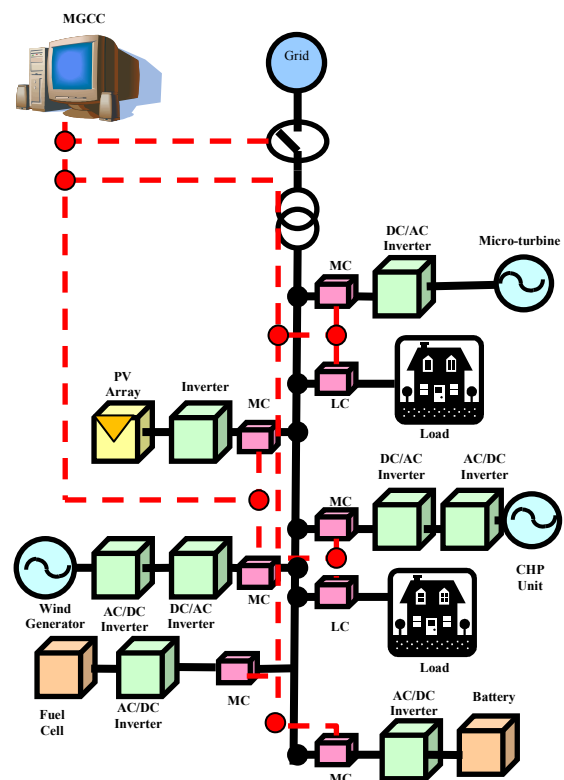 MGCC
Grid
DC/AC
Inverter
Micro-turbine
MC
LC
Load
PV
Array
Inverter
MC
DC/AC
Inverter
AC/DC
Inverter
MC
CHP
Unit
Wind
Generator
AC/DC
Inverter
DC/AC
Inverter
MC
LC
Load
Fuel
Cell
AC/DC
Inverter
MC
AC/DC
Inverter
Battery
MC